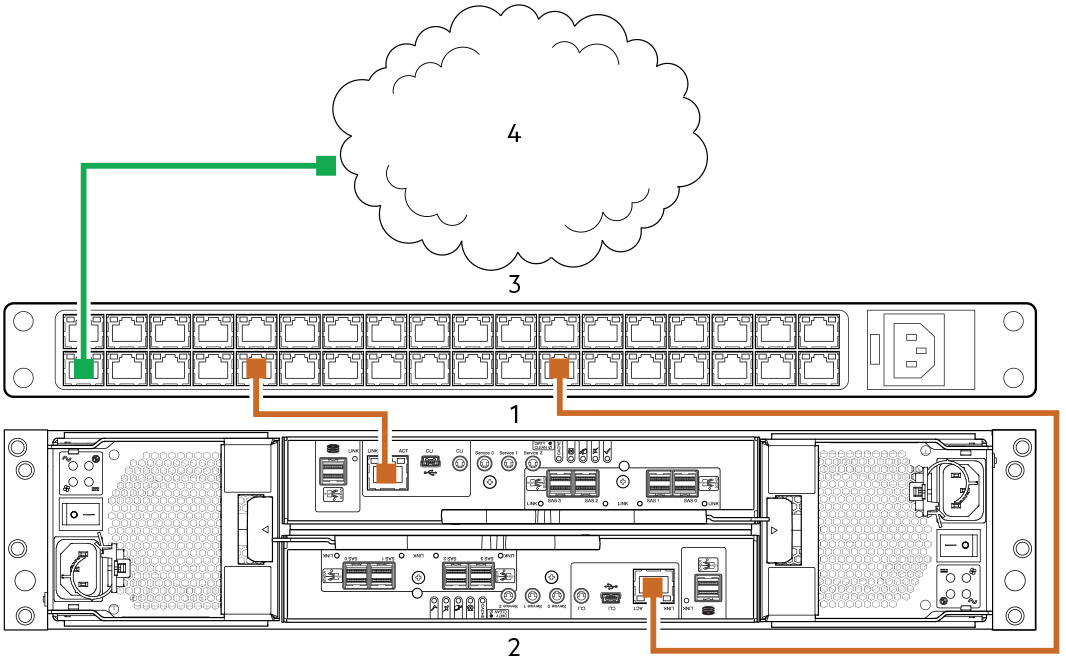 4
3
1
LINK
LINK
ACT
CLI
CLI
Service 0
Service 1
Service 2
SAS 3
SAS 2
SAS 1
SAS 0
LINK
LINK
LINK
LINK
LINK
LINK
SAS 0
SAS 1
SAS 2
SAS 3
Service 2
Service 1
Service 0
CLI
CLI
ACT
LINK
LINK
2